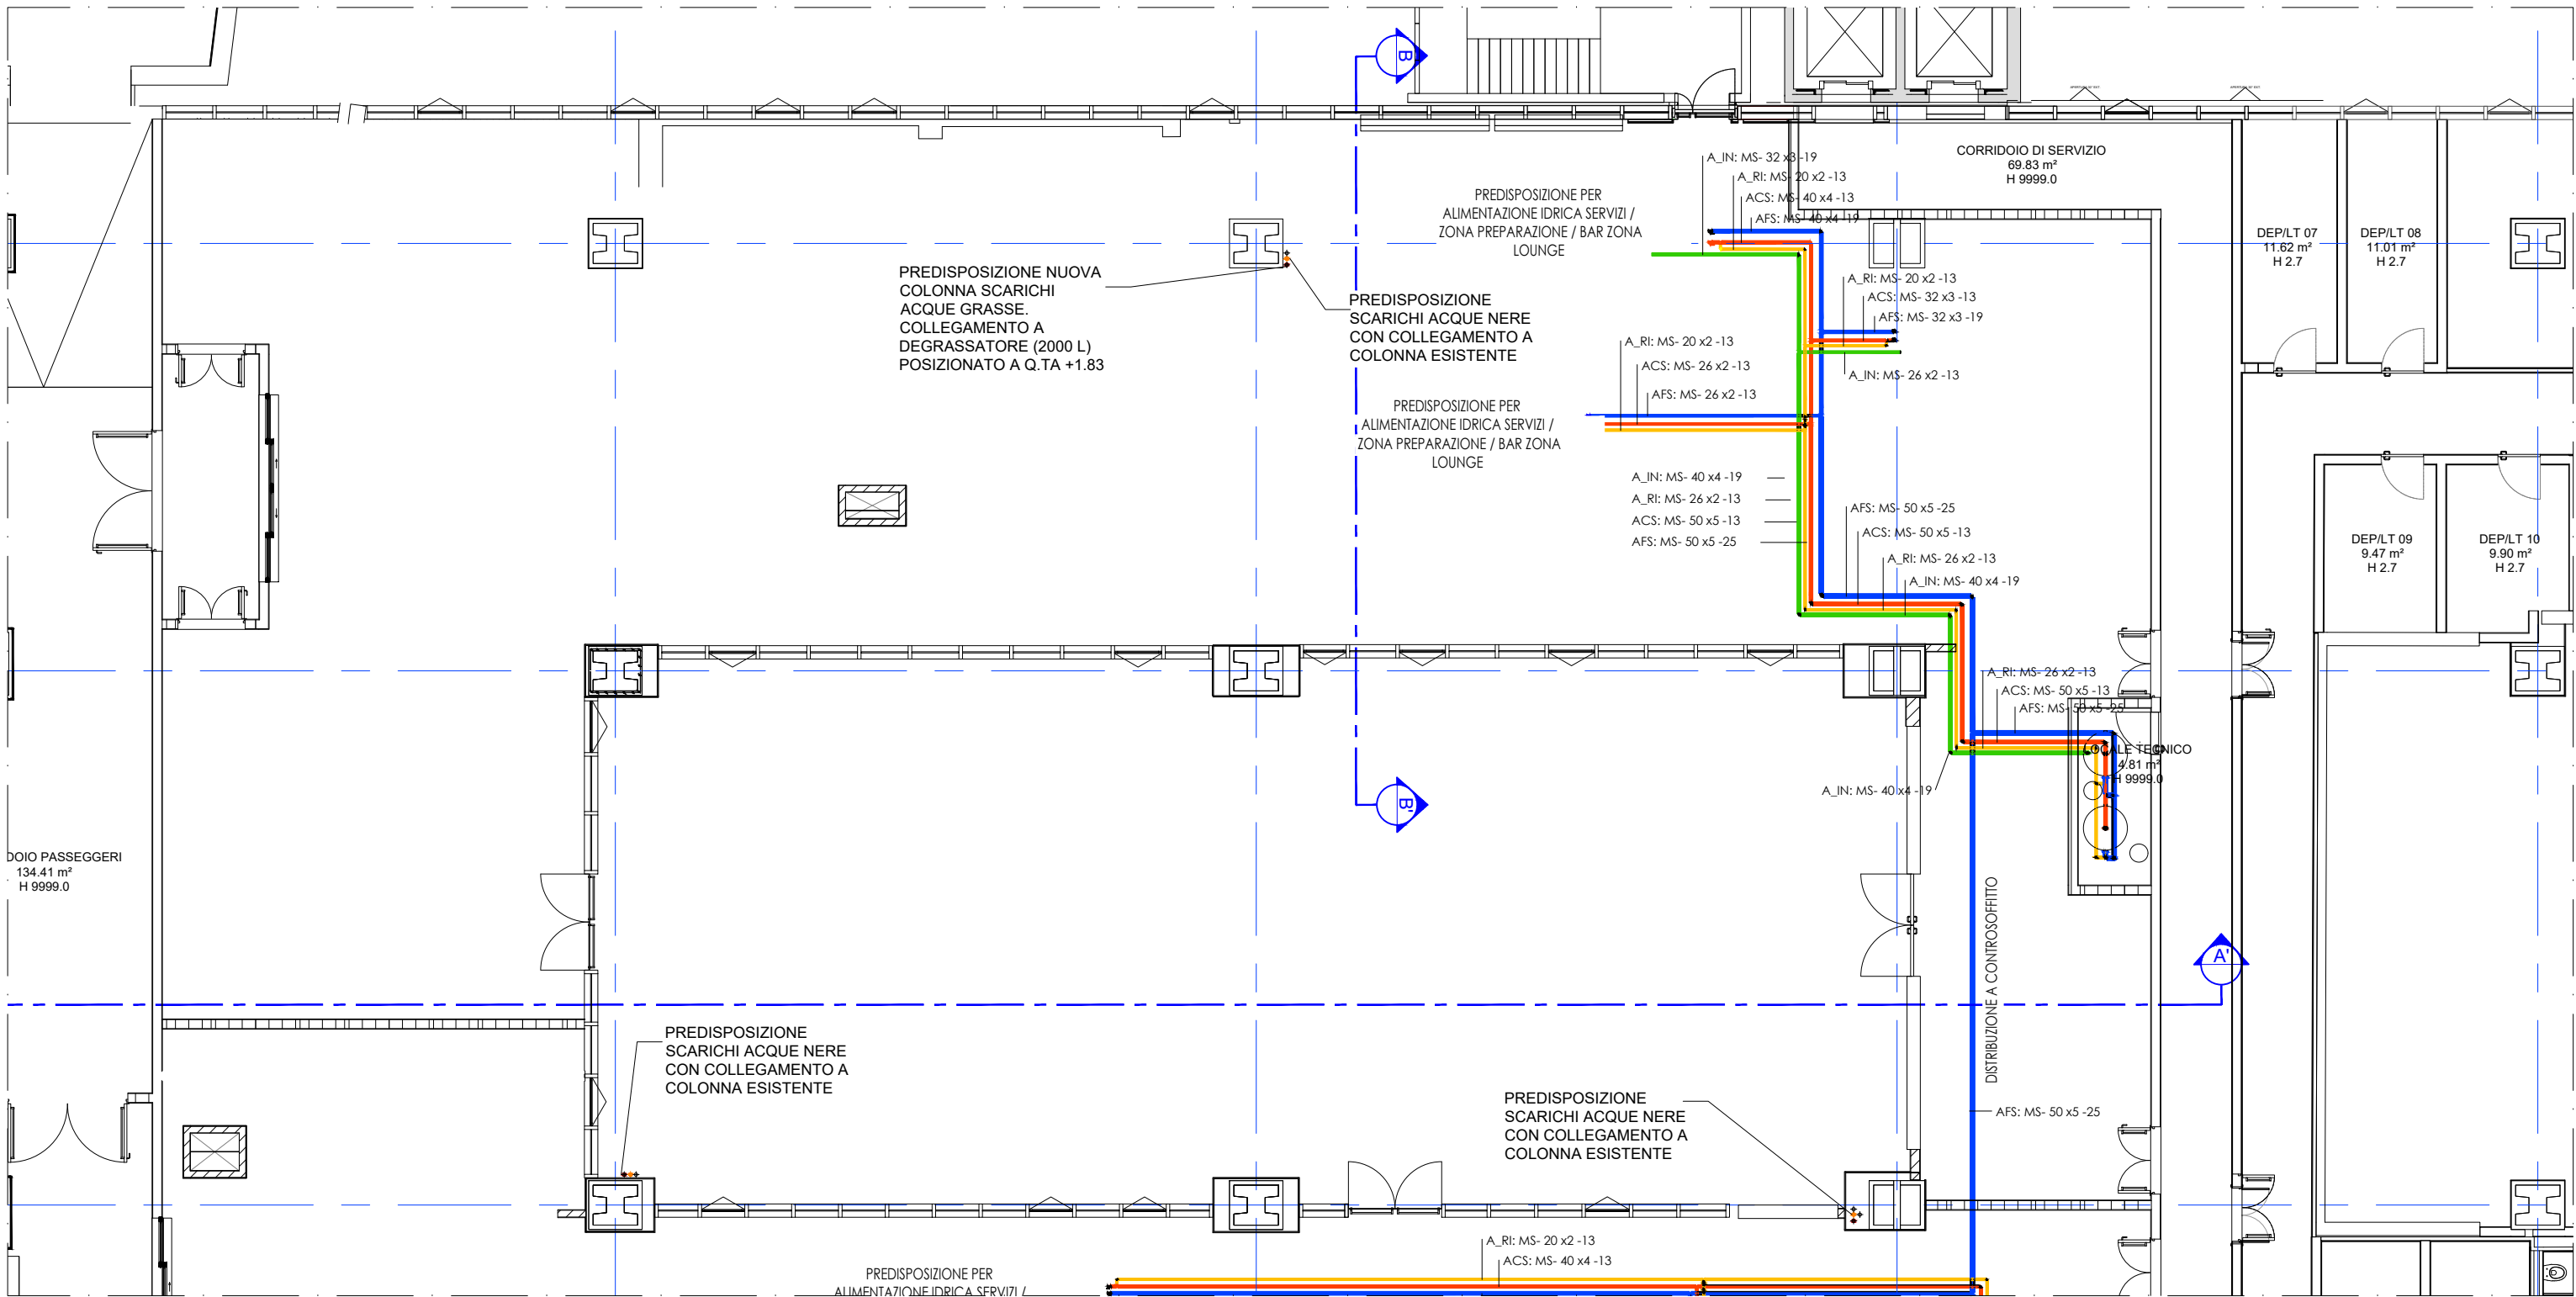 B
CORRIDOIO DI SERVIZIO
69.83 m²
H 9999.0
A_IN: MS- 32 x3 -19
A_RI: MS- 20 x2 -13
ACS: MS- 40 x4 -13
AFS: MS- 40 x4 -19
PREDISPOSIZIONE PER
ALIMENTAZIONE IDRICA SERVIZI /
ZONA PREPARAZIONE / BAR ZONA
LOUNGE
DEP/LT 07
11.62 m²
H 2.7
DEP/LT 08
11.01 m²
H 2.7
PREDISPOSIZIONE NUOVA
COLONNA SCARICHI
ACQUE GRASSE.
COLLEGAMENTO A
DEGRASSATORE (2000 L)
POSIZIONATO A Q.TA +1.83
PREDISPOSIZIONE
SCARICHI ACQUE NERE
CON COLLEGAMENTO A
COLONNA ESISTENTE
A_RI: MS- 20 x2 -13
ACS: MS- 32 x3 -13
AFS: MS- 32 x3 -19
A_IN: MS- 26 x2 -13
A_RI: MS- 20 x2 -13
ACS: MS- 26 x2 -13
AFS: MS- 26 x2 -13
PREDISPOSIZIONE PER
ALIMENTAZIONE IDRICA SERVIZI /
ZONA PREPARAZIONE / BAR ZONA
LOUNGE
A_IN: MS- 40 x4 -19
A_RI: MS- 26 x2 -13
ACS: MS- 50 x5 -13
AFS: MS- 50 x5 -25
AFS: MS- 50 x5 -25
ACS: MS- 50 x5 -13
A_RI: MS- 26 x2 -13
A_IN: MS- 40 x4 -19
DEP/LT 09
9.47 m²
H 2.7
DEP/LT 10
9.90 m²
H 2.7
A_RI: MS- 26 x2 -13
ACS: MS- 50 x5 -13
AFS: MS- 50 x5 -25
LOCALE TECNICO
4.81 m²
H 9999.0
A_IN: MS- 40 x4 -19
B'
DOIO PASSEGGERI
134.41 m²
H 9999.0
DISTRIBUZIONE A CONTROSOFFITTO
A'
PREDISPOSIZIONE
SCARICHI ACQUE NERE
CON COLLEGAMENTO A
COLONNA ESISTENTE
PREDISPOSIZIONE
SCARICHI ACQUE NERE
CON COLLEGAMENTO A
COLONNA ESISTENTE
AFS: MS- 50 x5 -25
A_RI: MS- 20 x2 -13
ACS: MS- 40 x4 -13
PREDISPOSIZIONE PER
ALIMENTAZIONE IDRICA SERVIZI /